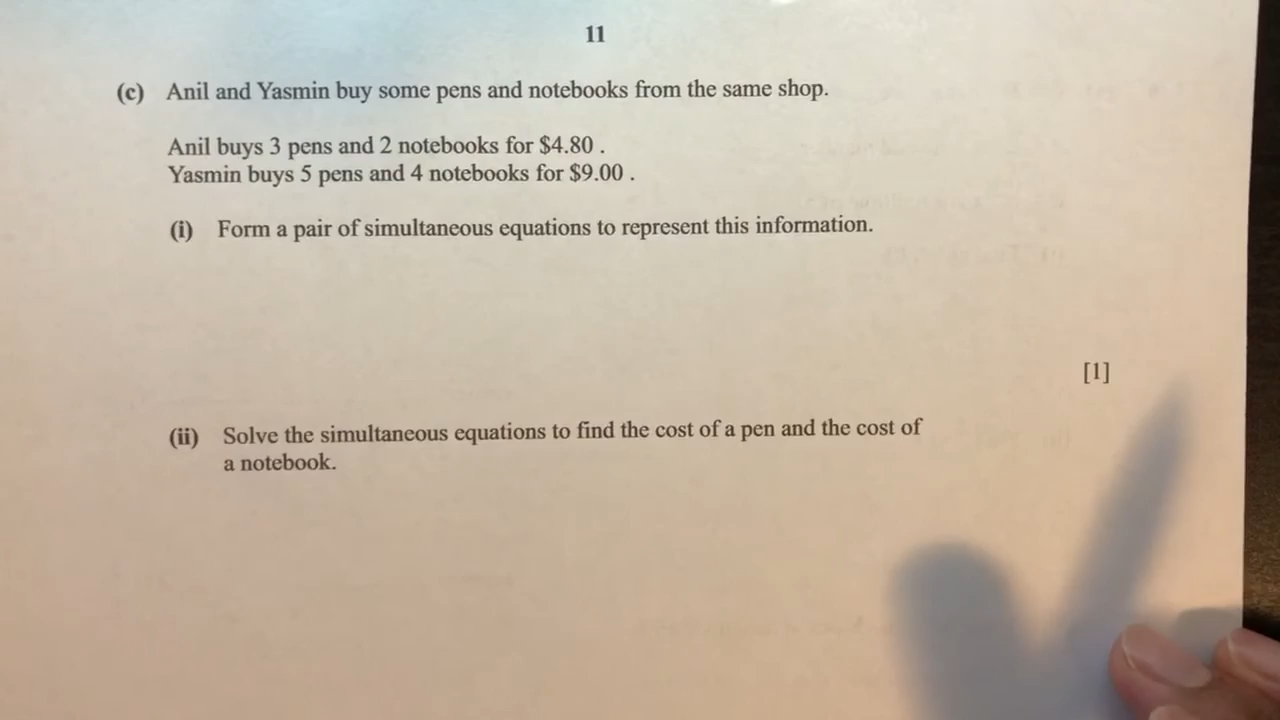 11
(c) Anil and Yasmin buy some pens and notebooks from the same shop.
Anil buys 3 pens and 2 notebooks for $4.80 .
Yasmin buys 5 pens and 4 notebooks for $9.00 .
(i) Form a pair of simultaneous equations to represent this information.
[1]
(ii) Solve the simultaneous equations to find the cost of a pen and the cost of
a notebook.